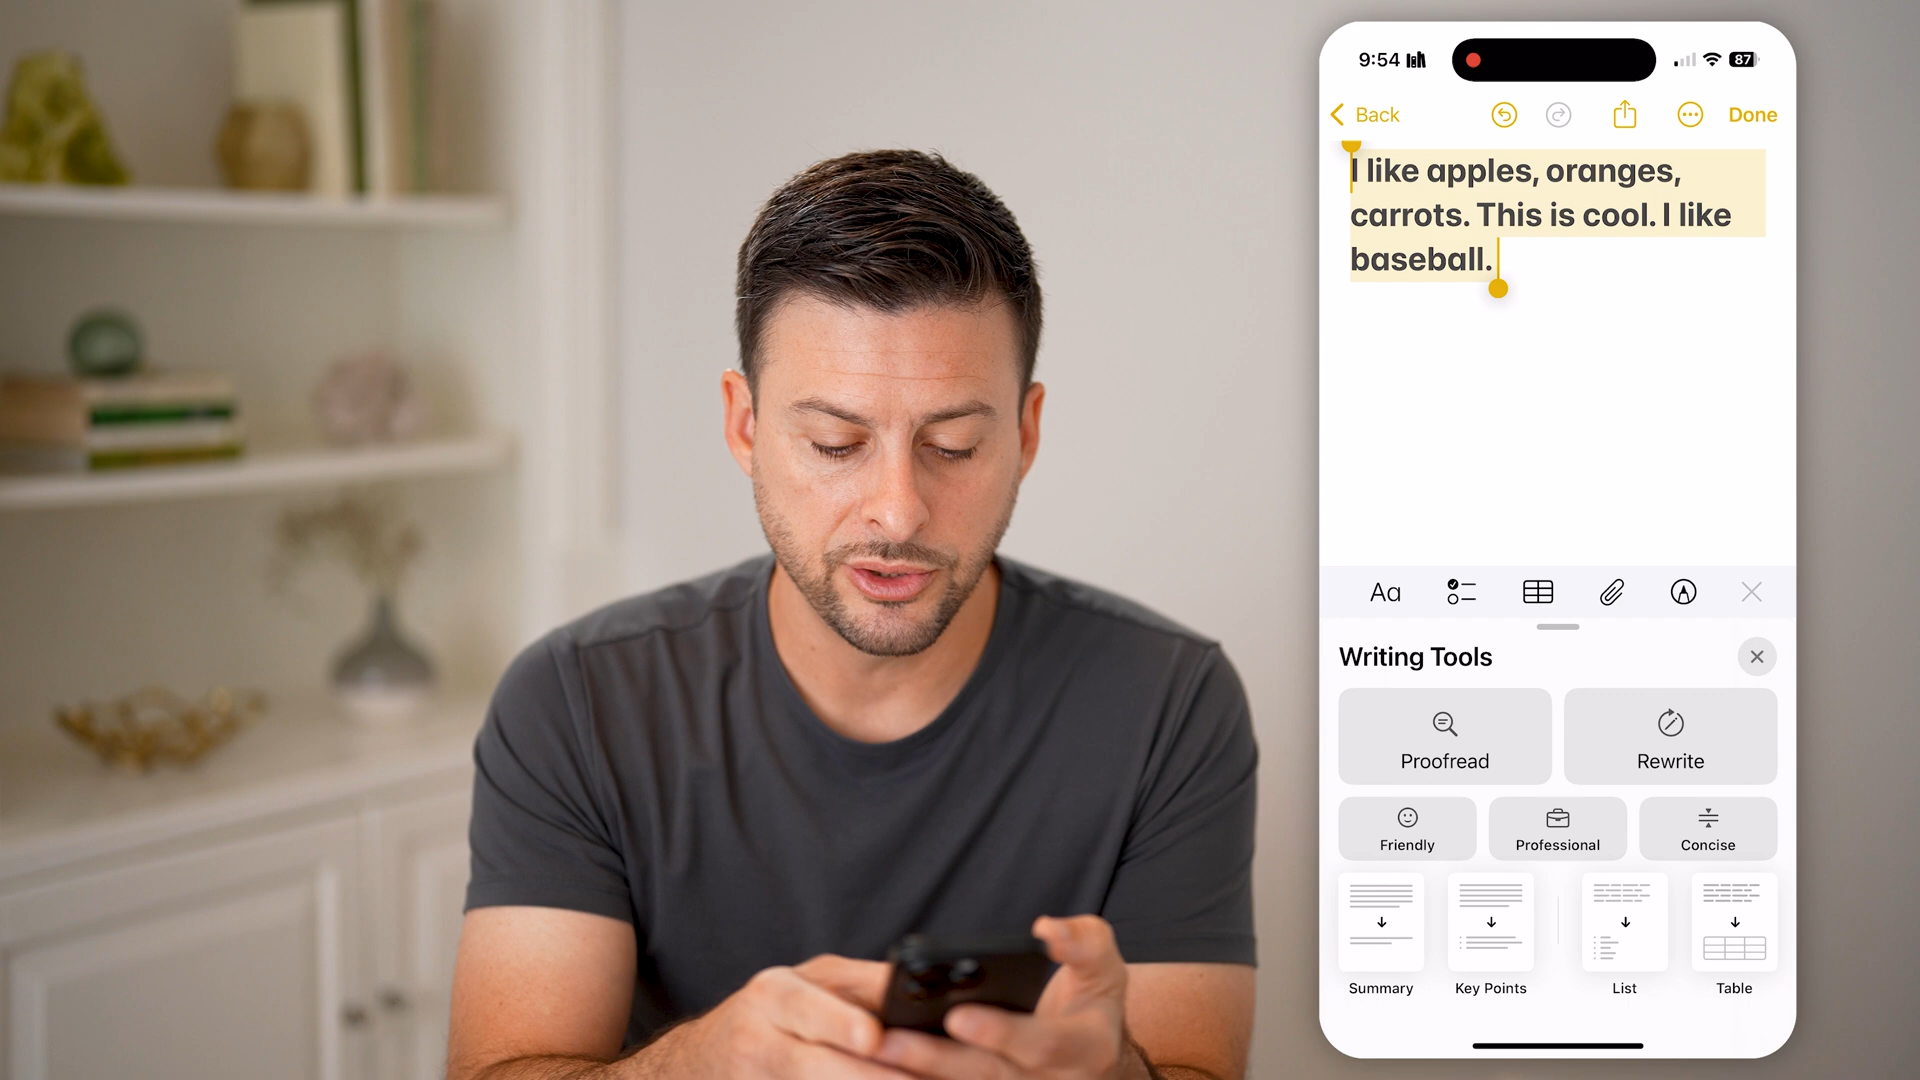 9:54
87
Back
Done
I like apples, oranges,
carrots. This is cool. I like
baseball.
Aa
Writing Tools
Proofread
Rewrite
Friendly
Professional
Concise
Summary
Key Points
List
Table